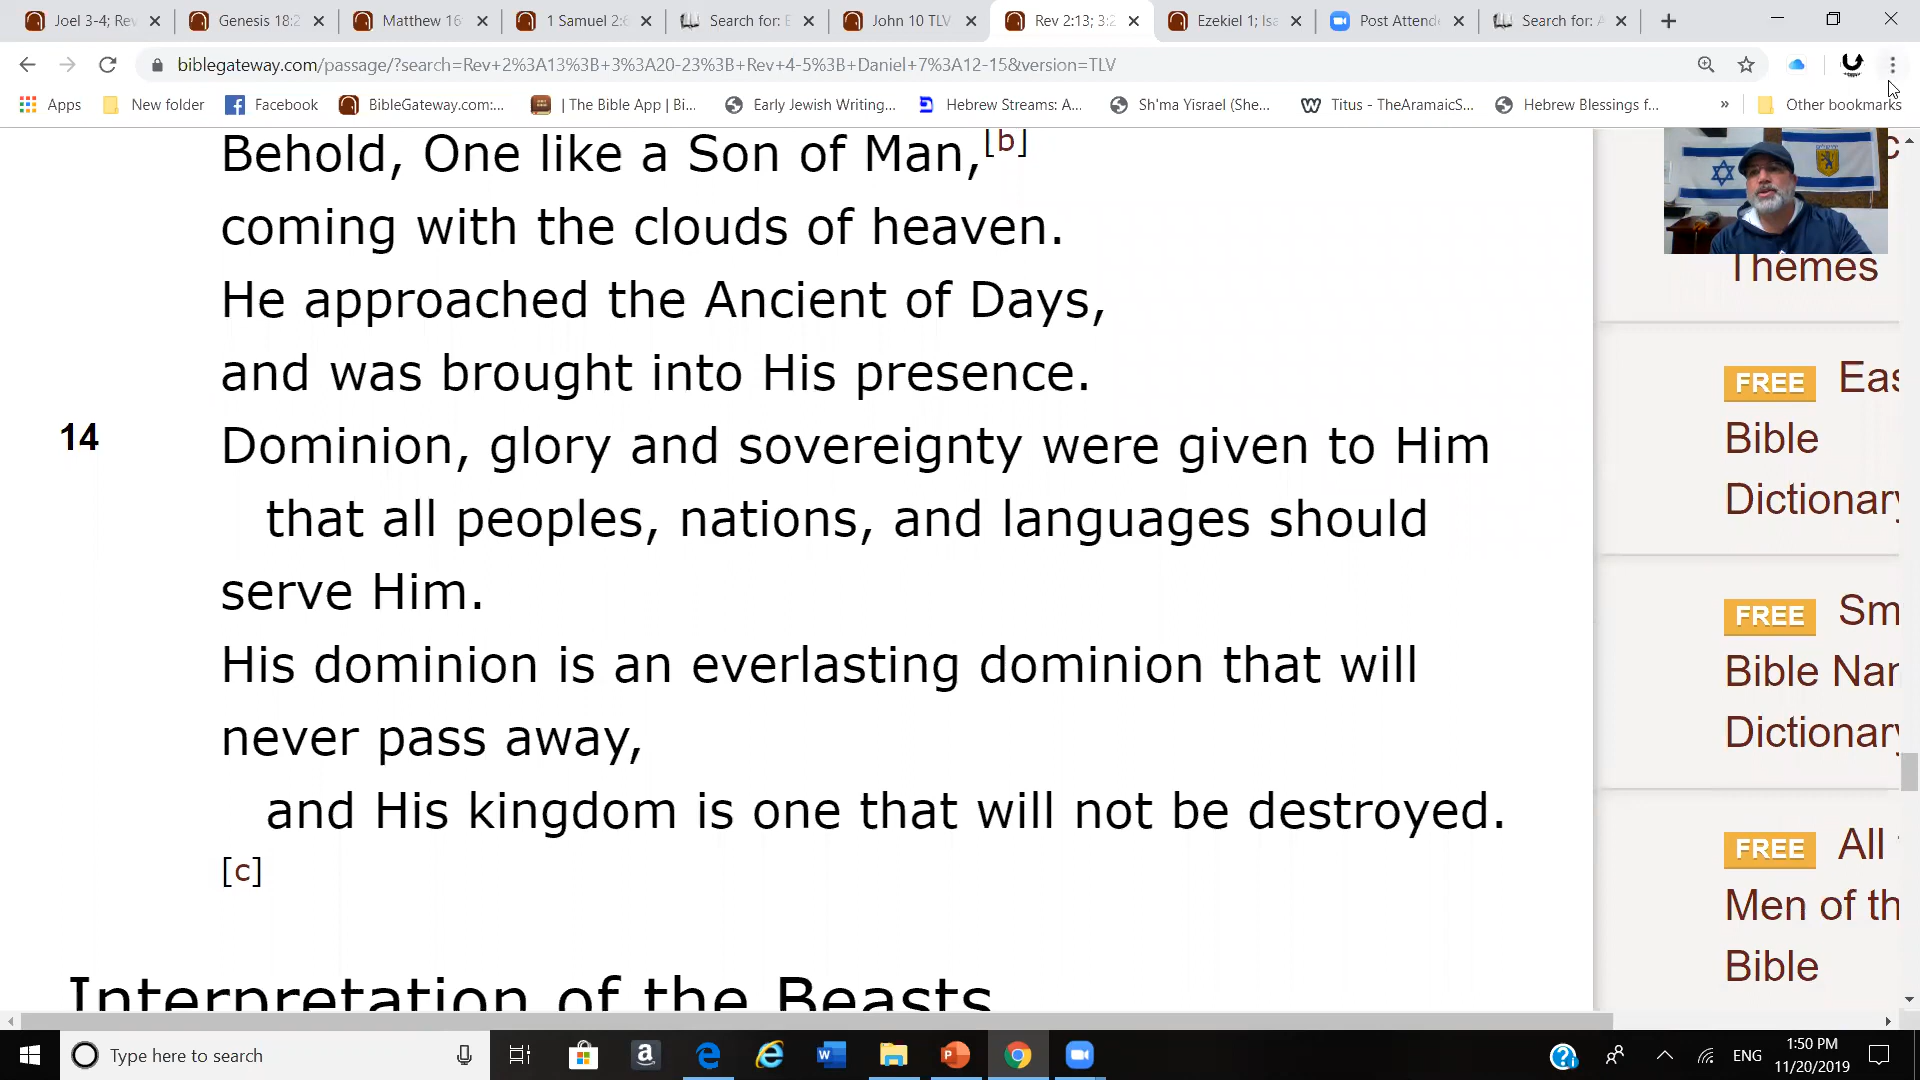 Joel 3-4; Rev
Genesis 18:2
Matthew 16
1 Samuel 2:6
Search for: E
John 10 TLV
Rev 2:13; 3:2
Ezekiel 1; Isa
Post Attende
Search for: A
biblegateway.com/passage/?search=Rev+2%3A13%3B+3%3A20-23%3B+Rev+4-5%3B+Daniel+7%3A12-15&version=TLV
Apps
New folder
Facebook
BibleGateway.com:...
| The Bible App | Bi...
Early Jewish Writing...
Hebrew Streams: A...
Sh'ma Yisrael (She...
Titus - TheAramaicS...
Hebrew Blessings f...
»
Other bookmarks
Behold, One like a Son of Man,[b]
coming with the clouds of heaven.
He approached the Ancient of Days,
and was brought into His presence.
14 Dominion, glory and sovereignty were given to Him
that all peoples, nations, and languages should
serve Him.
His dominion is an everlasting dominion that will
never pass away,
and His kingdom is one that will not be destroyed.
[c]
Interpretation of the Beasts
Themes
FREE Eas
Bible
Dictionary
FREE Sm
Bible Nar
Dictionary
FREE All
Men of th
Bible
Type here to search
ENG
1:50 PM
11/20/2019